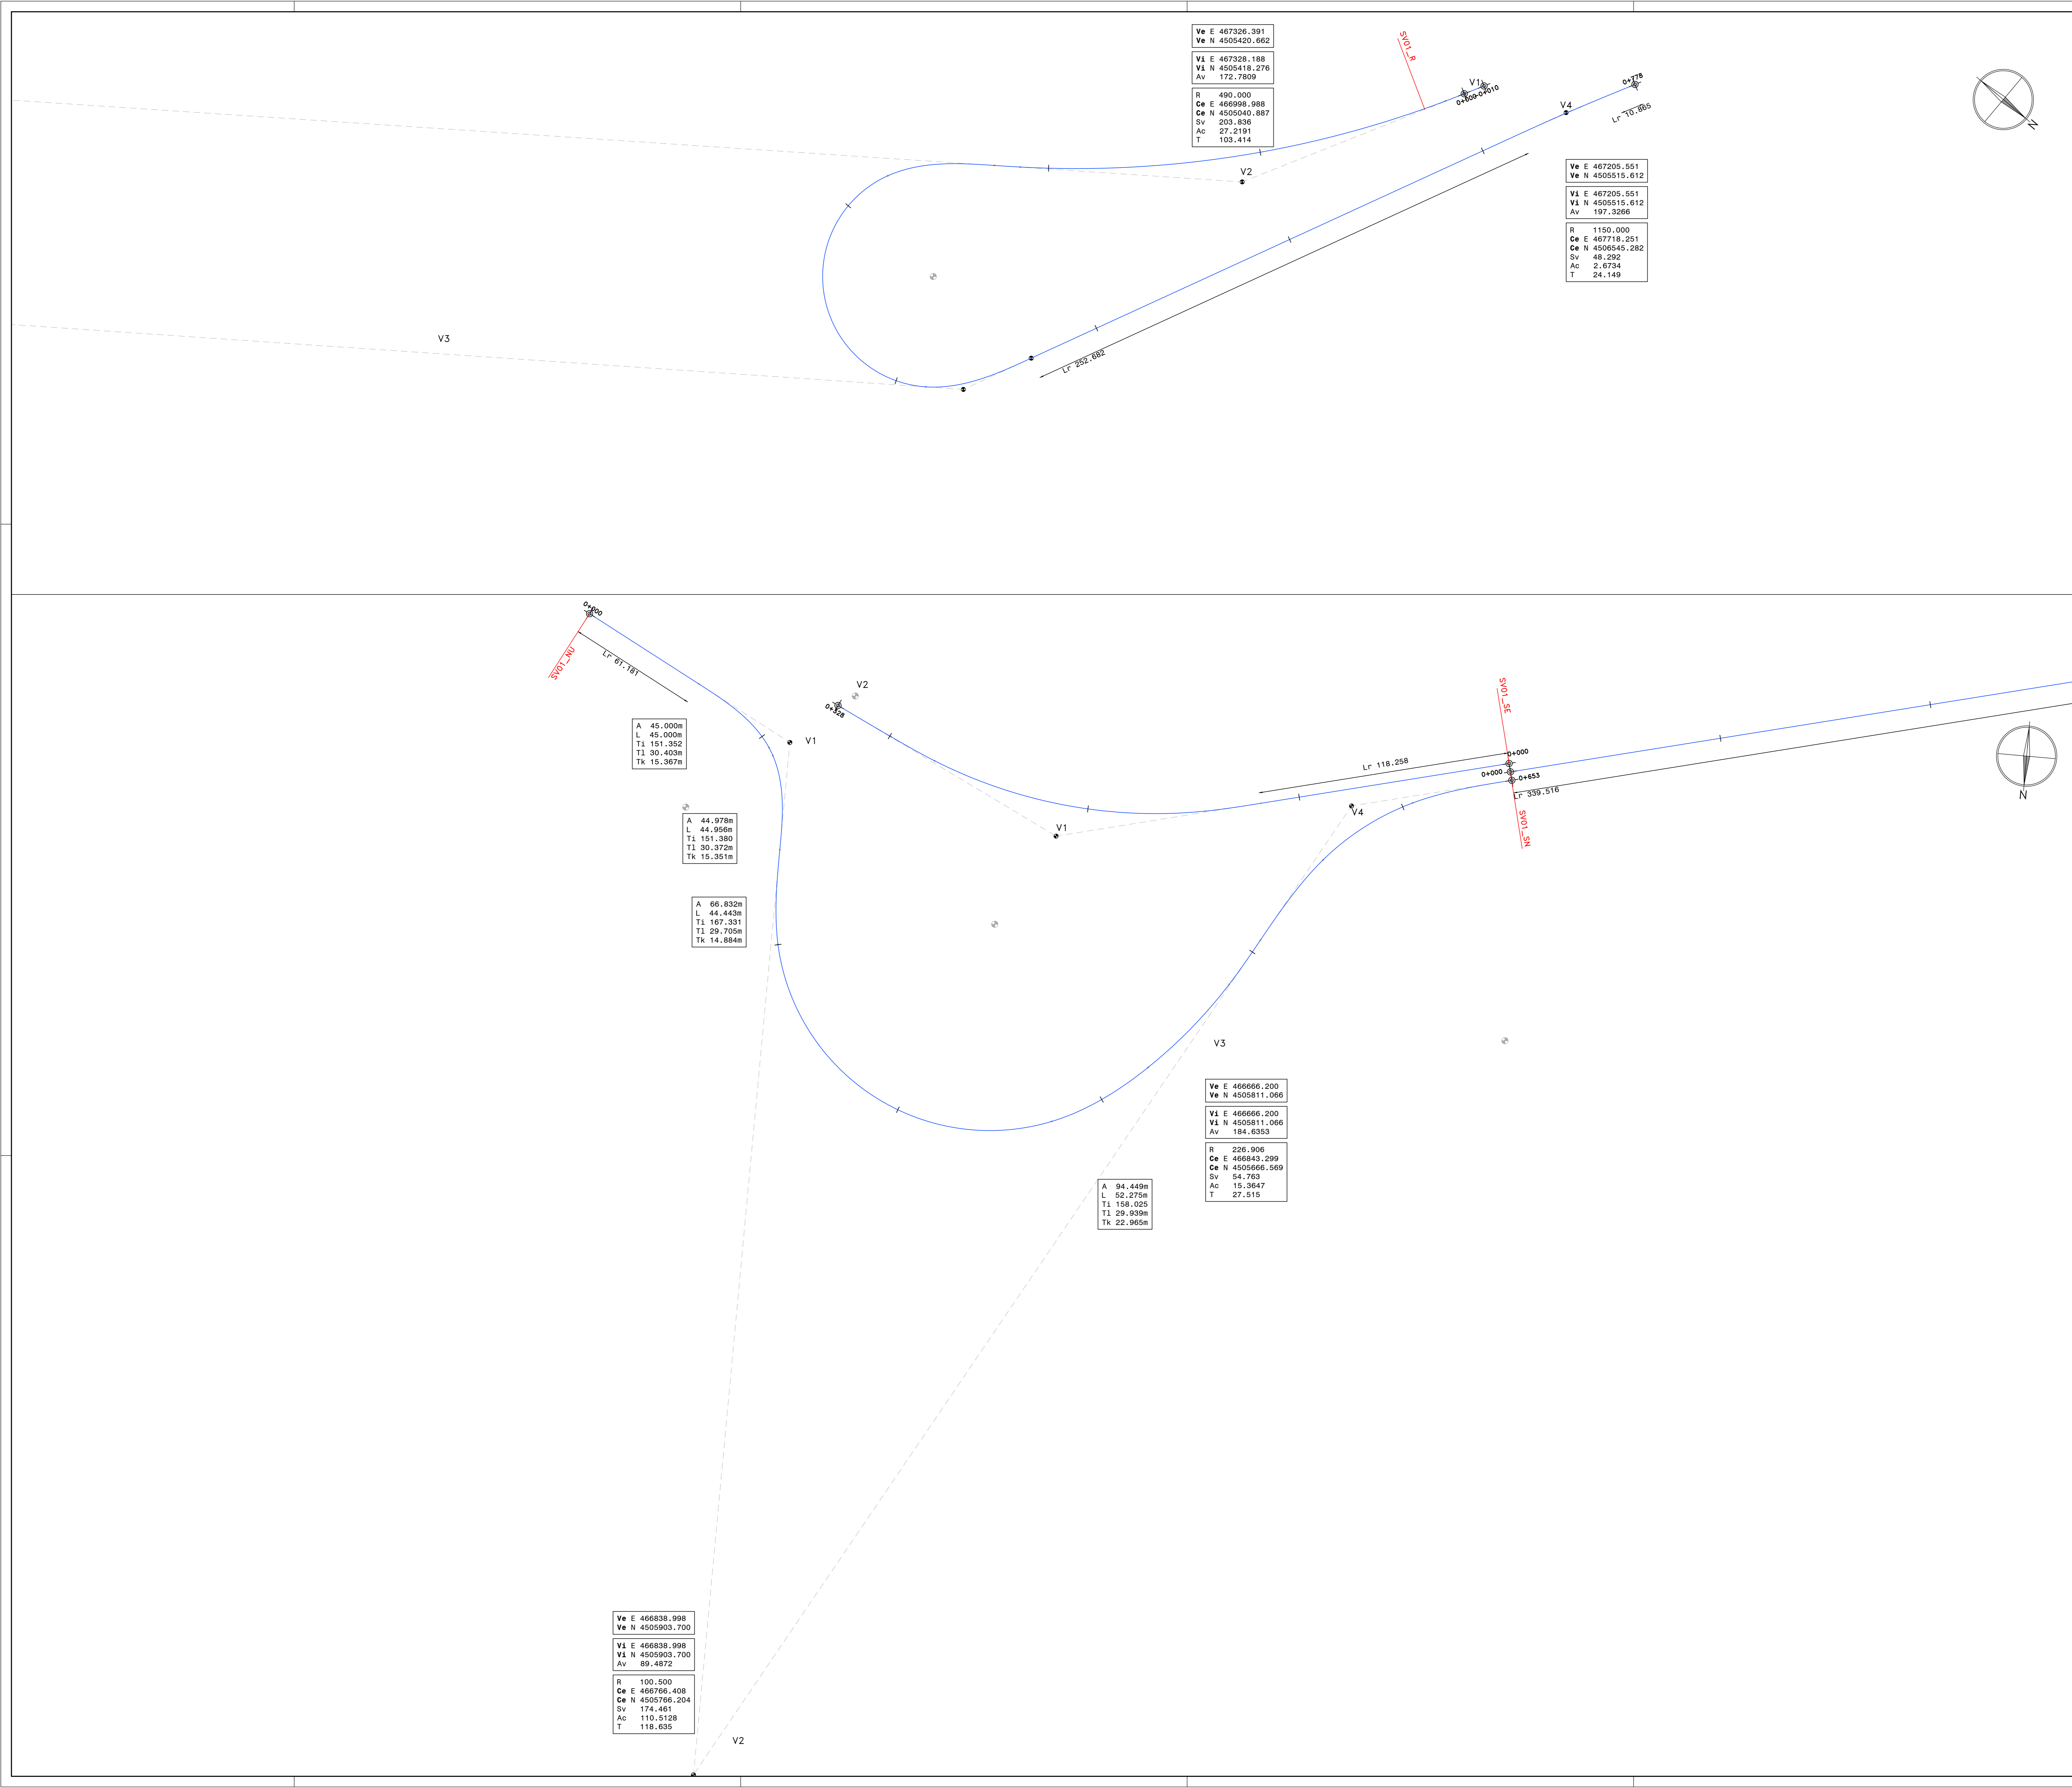 Ve E 467326.391
Ve N 4505420.662
Vi E 467328.188
Vi N 4505418.276
Av 172.7809
R 490.000
Ce E 466998.988
Ce N 4505040.887
Sv 203.836
Ac 27.2191
T 103.414
SV01_R
V1
0+609
0+010
V4
0+778
Lr 10.865
N
V2
Ve E 467205.551
Ve N 4505515.612
Vi E 467205.551
Vi N 4505515.612
Av 197.3266
R 1150.000
Ce E 467718.251
Ce N 4506545.282
Sv 48.292
Ac 2.6734
T 24.149
V3
Lr 252.682
0+000
SV01_NU
Lr 61.181
V2
0+328
V1
A 45.000m
L 45.000m
Ti 151.352
Tl 30.403m
Tk 15.367m
SV01_SE
0+000
Lr 118.258
0+000
0+653
Lr 339.516
N
V4
V1
SV01_SN
A 44.978m
L 44.956m
Ti 151.380
Tl 30.372m
Tk 15.351m
A 66.832m
L 44.443m
Ti 167.331
Tl 29.705m
Tk 14.884m
V3
Ve E 466666.200
Ve N 4505811.066
Vi E 466666.200
Vi N 4505811.066
Av 184.6353
R 226.906
Ce E 466843.299
Ce N 4505666.569
Sv 54.763
Ac 15.3647
T 27.515
A 94.449m
L 52.275m
Ti 158.025
Tl 29.939m
Tk 22.965m
Ve E 466838.998
Ve N 4505903.700
Vi E 466838.998
Vi N 4505903.700
Av 89.4872
R 100.500
Ce E 466766.408
Ce N 4505766.204
Sv 174.461
Ac 110.5128
T 118.635
V2